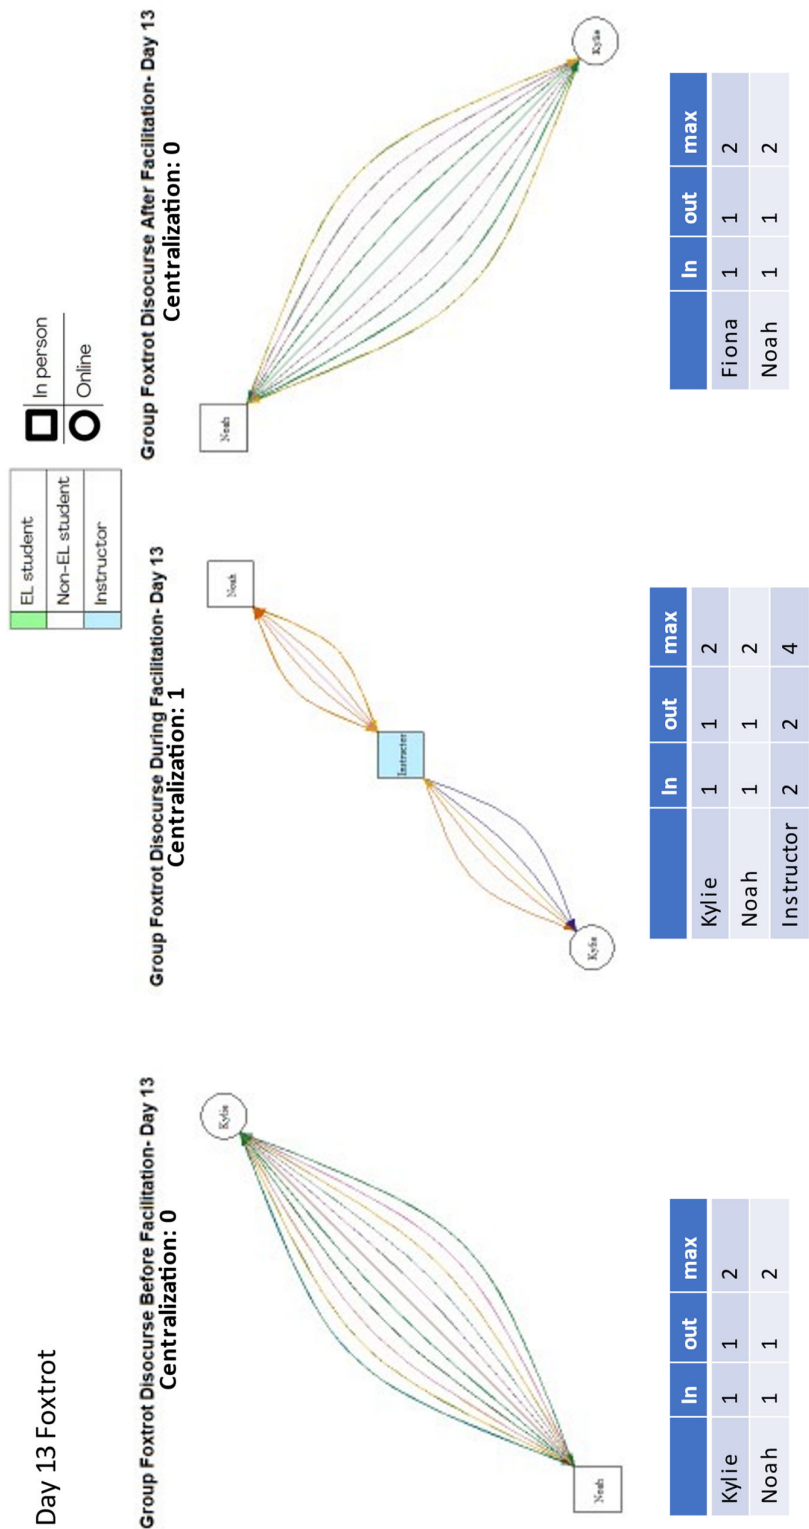 Day 13 Foxtrot
EL student
Non-EL student
Instructor
In person
Online
Group Foxtrot Disocurse Before Facilitation- Day 13
Centralization: 0
Kylie
Noah
In out max
Kylie 1 1 2
Noah 1 1 2
Group Foxtrot Disocurse During Facilitation- Day 13
Centralization: 1
Noah
Instructer
Kylie
In out max
Kylie 1 1 2
Noah 1 1 2
Instructor 2 2 4
Group Foxtrot Disocurse After Facilitation- Day 13
Centralization: 0
Noah
Kylie
In out max
Fiona 1 1 2
Noah 1 1 2